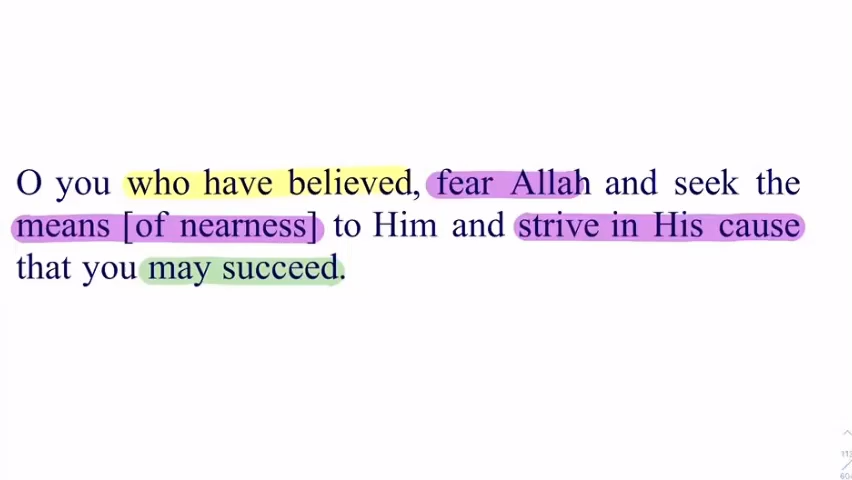 O you who have believed, fear Allah and seek the
means [of nearness] to Him and strive in His cause
that you may succeed.